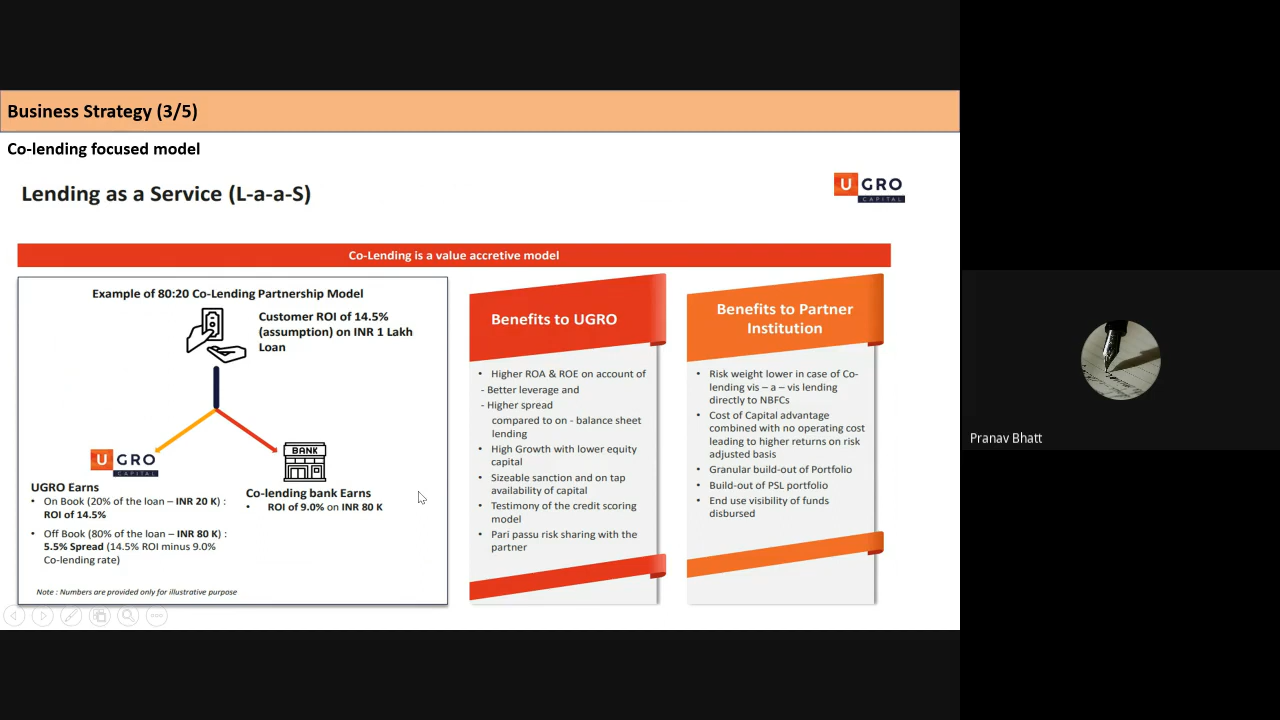 Business Strategy (3/5)
Co-lending focused model
Lending as a Service (L-a-a-S)
U GRO
CAPITAL
Co-Lending is a value accretive model
Example of 80:20 Co-Lending Partnership Model
Customer ROI of 14.5%
(assumption) on INR 1 Lakh
Loan
U GRO
CAPITAL
UGRO Earns
• On Book (20% of the loan – INR 20 K) :
ROI of 14.5%
• Off Book (80% of the loan – INR 80 K) :
5.5% Spread (14.5% ROI minus 9.0%
Co-lending rate)
BANK
Co-lending bank Earns
• ROI of 9.0% on INR 80 K
Note : Numbers are provided only for illustrative purpose
Benefits to UGRO
• Higher ROA & ROE on account of
- Better leverage and
- Higher spread
compared to on - balance sheet
lending
• High Growth with lower equity
capital
• Sizeable sanction and on tap
availability of capital
• Testimony of the credit scoring
model
• Pari passu risk sharing with the
partner
Benefits to Partner
Institution
• Risk weight lower in case of Co-
lending vis – a – vis lending
directly to NBFCs
• Cost of Capital advantage
combined with no operating cost
leading to higher returns on risk
adjusted basis
• Granular build-out of Portfolio
• Build-out of PSL portfolio
• End use visibility of funds
disbursed
Pranav Bhatt